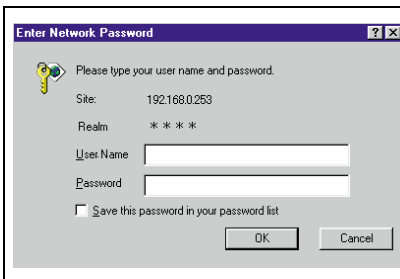 Enter Network Password
? ×
Please type your user name and password.
Site: 192.168.0.253
Realm ＊＊＊＊
User Name
Password
Save this password in your password list
OK Cancel